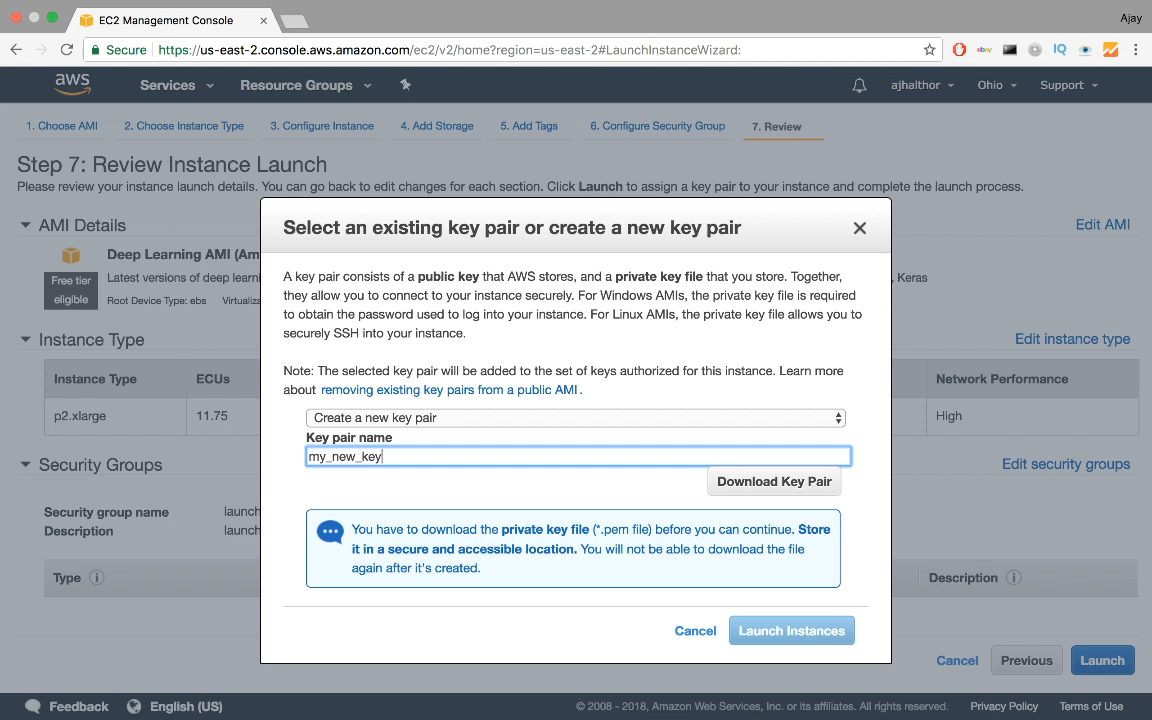 EC2 Management Console
Ajay
Secure https://us-east-2.console.aws.amazon.com/ec2/v2/home?region=us-east-2#LaunchInstanceWizard:
ebay
IQ
aws
Services
Resource Groups
ajhalthor
Ohio
Support
1. Choose AMI
2. Choose Instance Type
3. Configure Instance
4. Add Storage
5. Add Tags
6. Configure Security Group
7. Review
Step 7: Review Instance Launch
Please review your instance launch details. You can go back to edit changes for each section. Click Launch to assign a key pair to your instance and complete the launch process.
AMI Details
Edit AMI
Deep Learning AMI (Am
Free tier
eligible
Latest versions of deep learni
, Keras
Root Device Type: ebs
Virtualiza
Instance Type
Edit instance type
Instance Type
ECUs
Network Performance
p2.xlarge
11.75
High
Security Groups
Edit security groups
Security group name
launch
Description
launch
Type
Description
Select an existing key pair or create a new key pair
A key pair consists of a public key that AWS stores, and a private key file that you store. Together,
they allow you to connect to your instance securely. For Windows AMIs, the private key file is required
to obtain the password used to log into your instance. For Linux AMIs, the private key file allows you to
securely SSH into your instance.
Note: The selected key pair will be added to the set of keys authorized for this instance. Learn more
about removing existing key pairs from a public AMI.
Create a new key pair
Key pair name
my_new_key
Download Key Pair
You have to download the private key file (*.pem file) before you can continue. Store
it in a secure and accessible location. You will not be able to download the file
again after it's created.
Cancel
Launch Instances
Cancel
Previous
Launch
Feedback
English (US)
© 2008 - 2018, Amazon Web Services, Inc. or its affiliates. All rights reserved.
Privacy Policy
Terms of Use